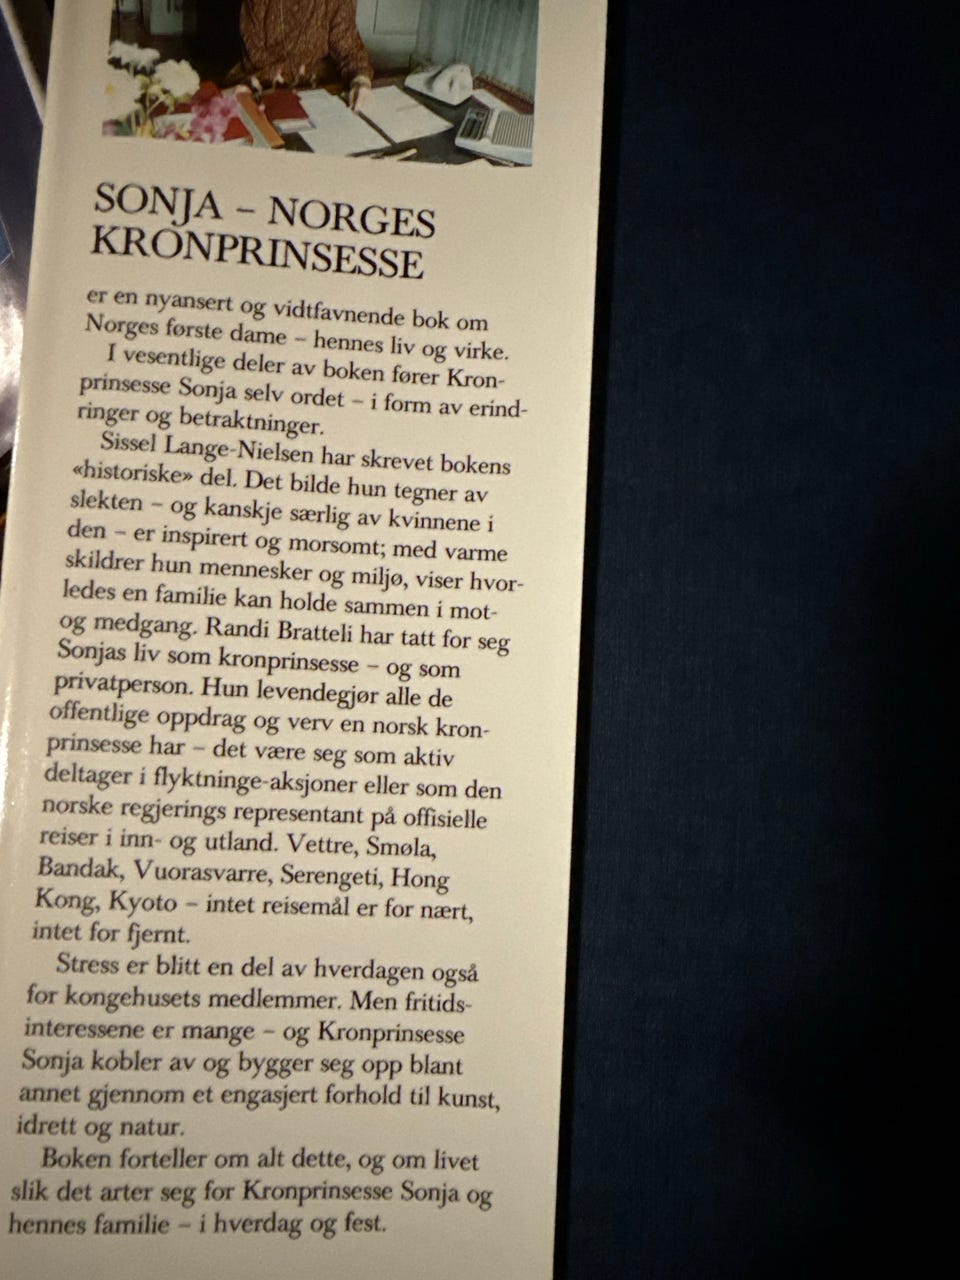 SONJA – NORGES
KRONPRINSESSE
er en nyansert og vidtfavnende bok om
Norges første dame – hennes liv og virke.
I vesentlige deler av boken fører Kron-
prinsesse Sonja selv ordet – i form av erind-
ringer og betraktninger.
Sissel Lange-Nielsen har skrevet bokens
«historiske» del. Det bilde hun tegner av
slekten – og kanskje særlig av kvinnene i
den – er inspirert og morsomt; med varme
skildrer hun mennesker og miljø, viser hvor-
ledes en familie kan holde sammen i mot-
og medgang. Randi Bratteli har tatt for seg
Sonjas liv som kronprinsesse – og som
privatperson. Hun levendegjør alle de
offentlige oppdrag og verv en norsk kron-
prinsesse har – det være seg som aktiv
deltager i flyktninge-aksjoner eller som den
norske regjerings representant på offisielle
reiser i inn- og utland. Vettre, Smøla,
Bandak, Vuorasvarre, Serengeti, Hong
Kong, Kyoto – intet reisemål er for nært,
intet for fjernt.
Stress er blitt en del av hverdagen også
for kongehusets medlemmer. Men fritids-
interessene er mange – og Kronprinsesse
Sonja kobler av og bygger seg opp blant
annet gjennom et engasjert forhold til kunst,
idrett og natur.
Boken forteller om alt dette, og om livet
slik det arter seg for Kronprinsesse Sonja og
hennes familie – i hverdag og fest.